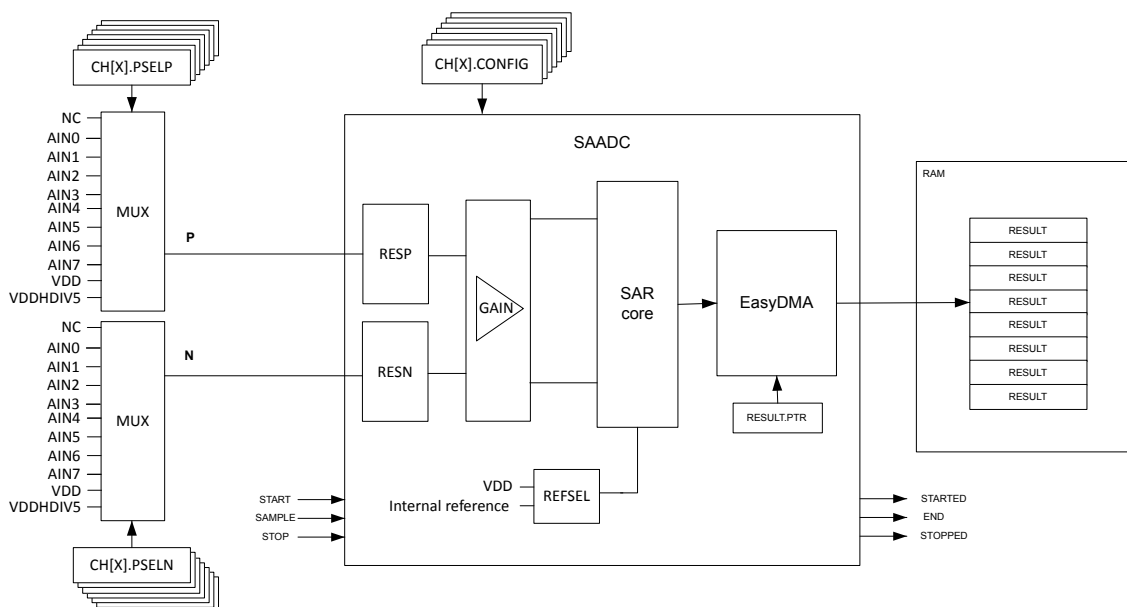 CH[X].PSELP
CH[X].CONFIG
NC
AIN0
AIN1
AIN2
AIN3
AIN4
AIN5
AIN6
AIN7
VDD
VDDHDIV5
MUX
P
NC
AIN0
AIN1
AIN2
AIN3
AIN4
AIN5
AIN6
AIN7
VDD
VDDHDIV5
MUX
N
CH[X].PSELN
SAADC
RESP
RESN
GAIN
SAR
core
EasyDMA
RESULT.PTR
VDD
Internal reference
REFSEL
START
SAMPLE
STOP
STARTED
END
STOPPED
RAM
RESULT
RESULT
RESULT
RESULT
RESULT
RESULT
RESULT
RESULT